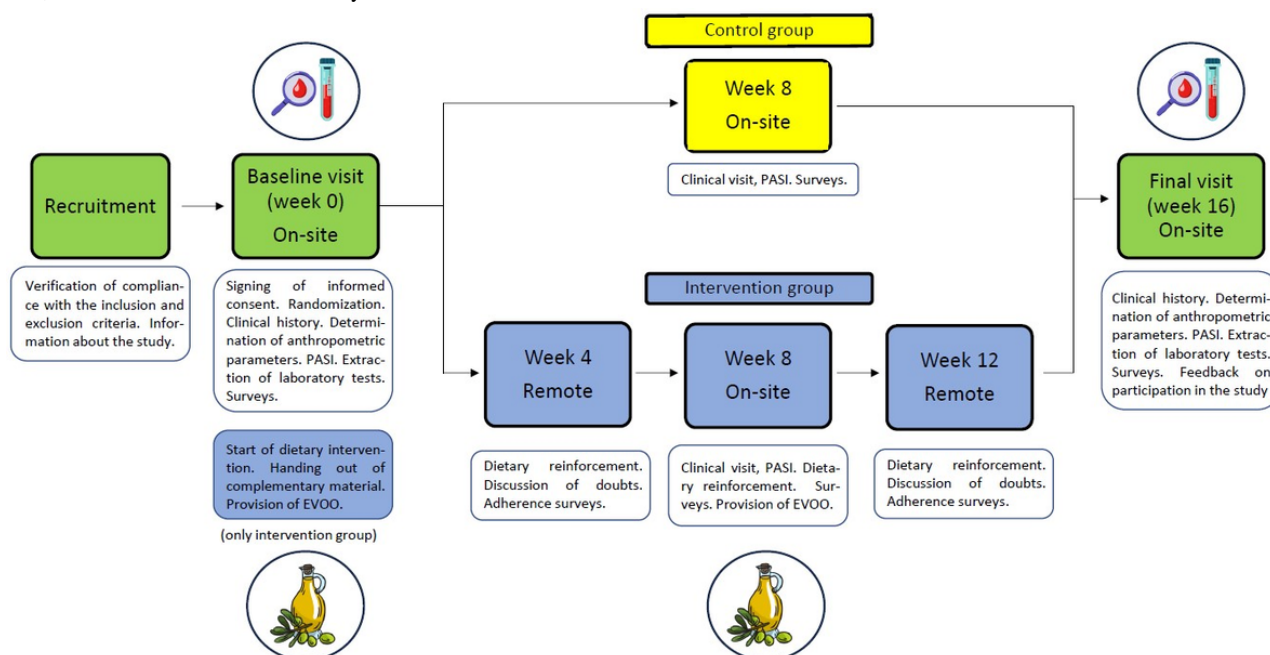 Control group
Week 8
On-site
Clinical visit, PASI. Surveys.
Recruitment
Verification of complian-
ce with the inclusion and
exclusion criteria. Infor-
mation about the study.
Baseline visit
(week 0)
On-site
Signing of informed
consent. Randomization.
Clinical history. Determi-
nation of anthropometric
parameters. PASI. Extrac-
tion of laboratory tests.
Surveys.
Start of dietary interven-
tion. Handing out of
complementary material.
Provision of EVOO.
(only intervention group)
Intervention group
Week 4
Remote
Dietary reinforcement.
Discussion of doubts.
Adherence surveys.
Week 8
On-site
Clinical visit, PASI. Dieta-
ry reinforcement. Sur-
veys. Provision of EVOO.
Week 12
Remote
Dietary reinforcement.
Discussion of doubts.
Adherence surveys.
Final visit
(week 16)
On-site
Clinical history. Determi-
nation of anthropometric
parameters. PASI. Extrac-
tion of laboratory tests.
Surveys. Feedback on
participation in the study